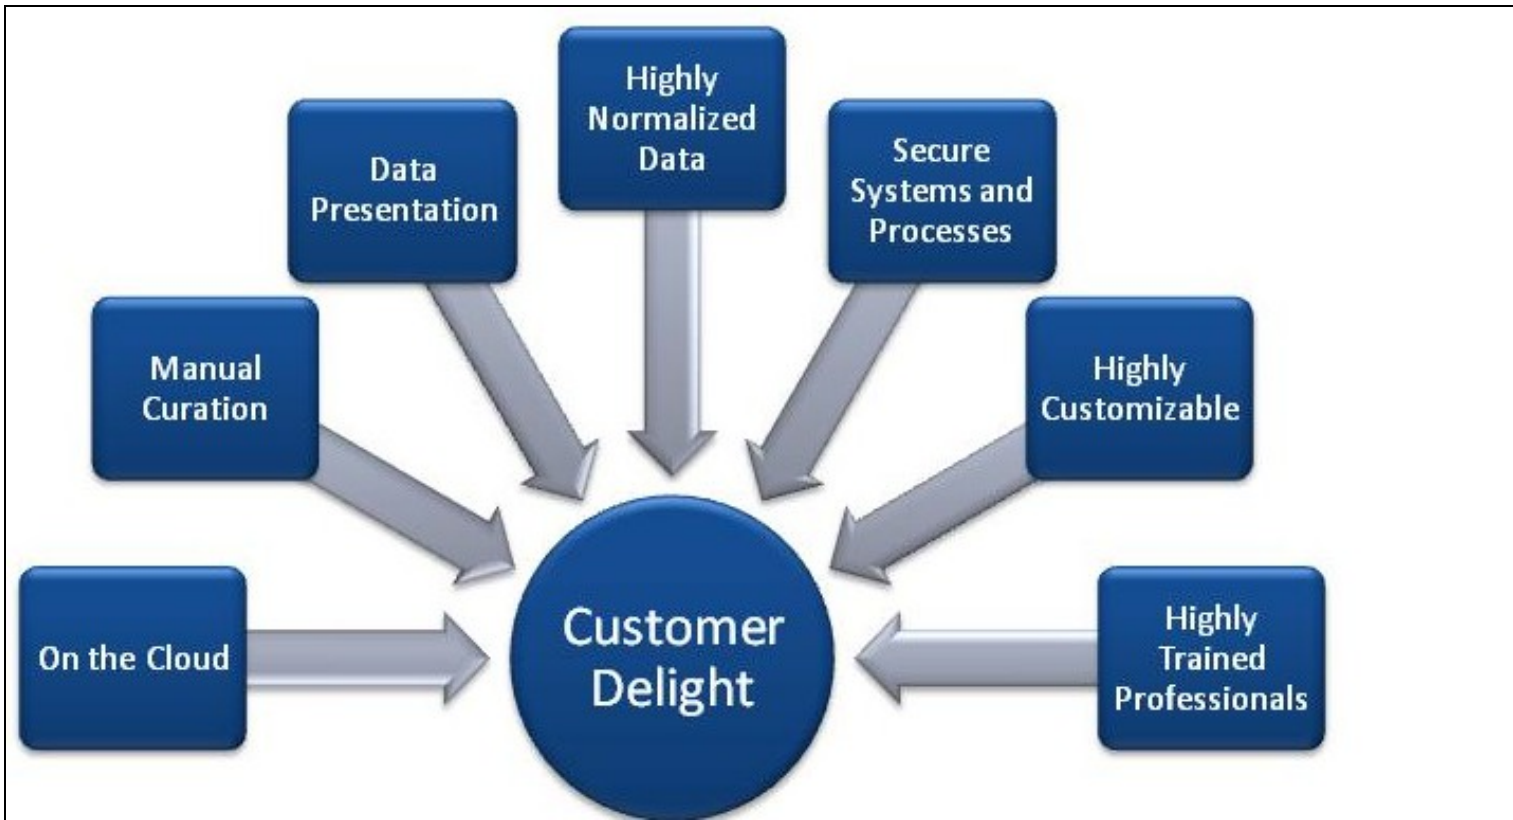 Highly
Normalized
Data
Data
Presentation
Secure
Systems and
Processes
Manual
Curation
Highly
Customizable
On the Cloud
Customer
Delight
Highly
Trained
Professionals